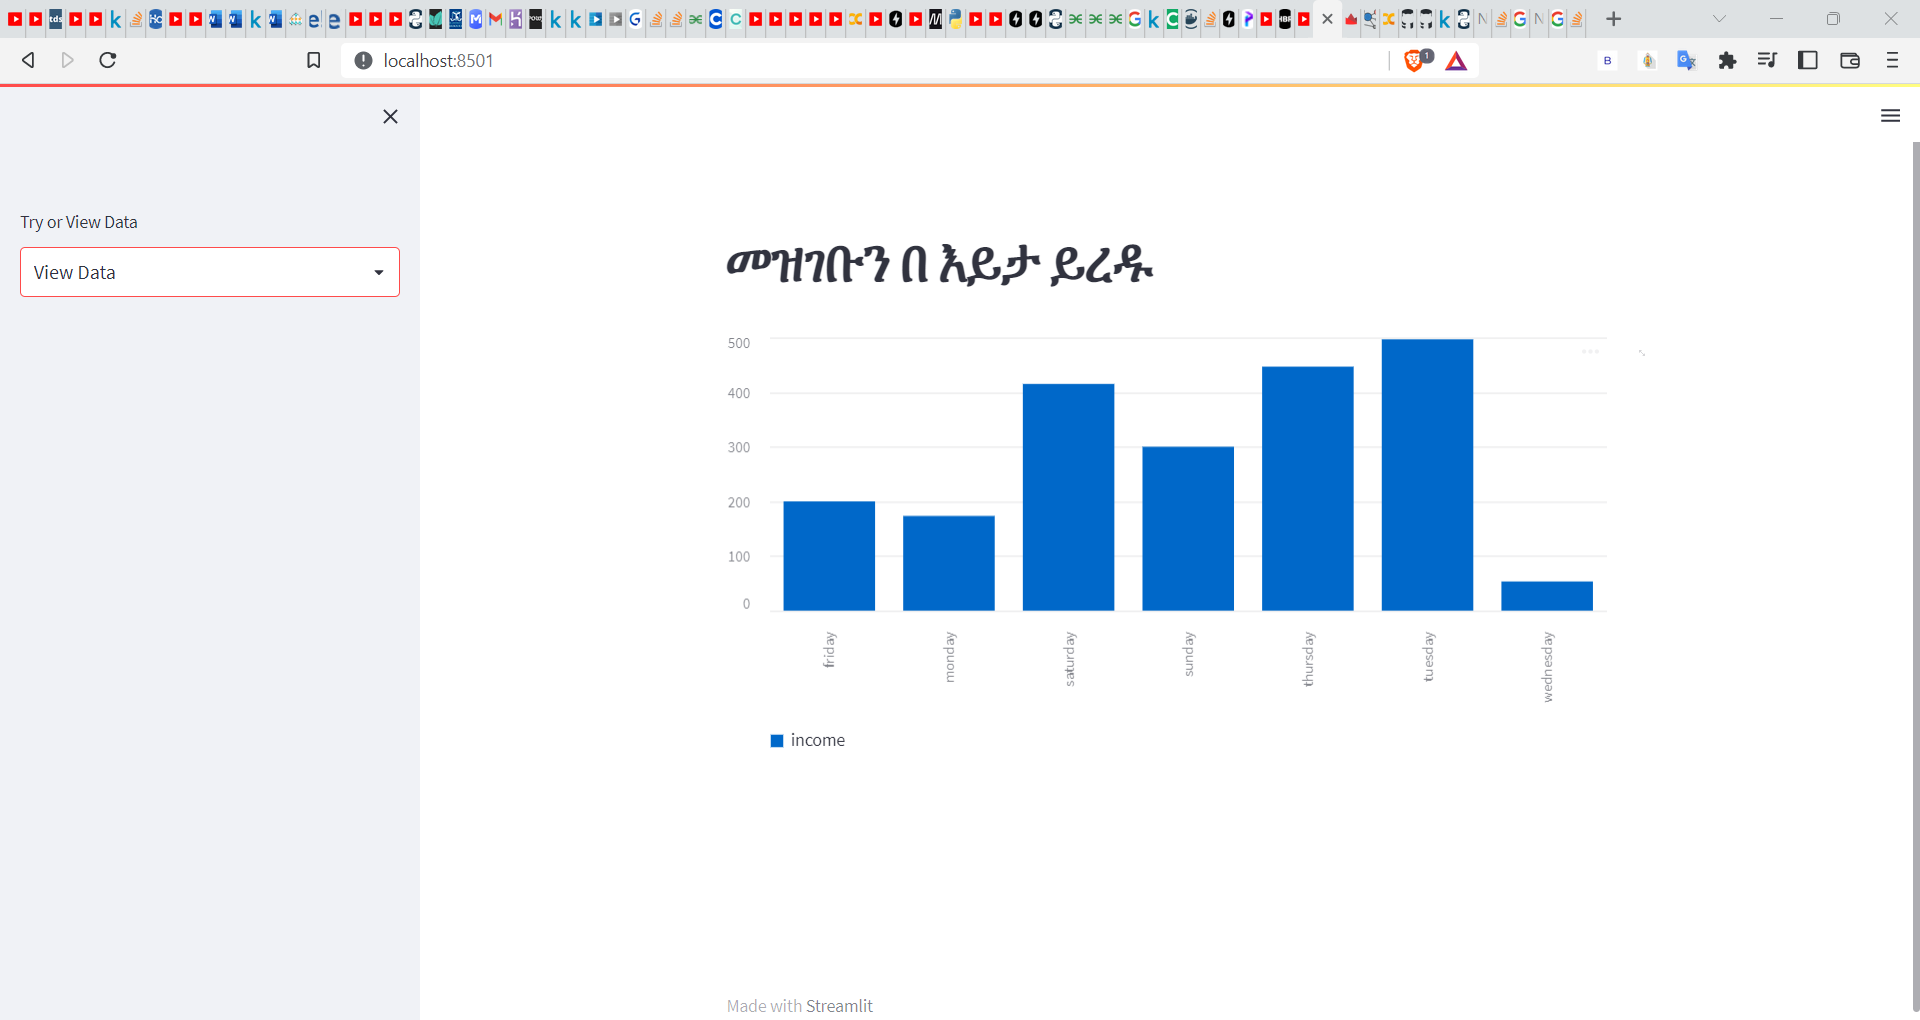 localhost:8501
Try or View Data
View Data
መዝገቡን በ እይታ ይረዱ
500
400
300
200
100
0
friday
monday
saturday
sunday
thursday
tuesday
wednesday
income
Made with Streamlit